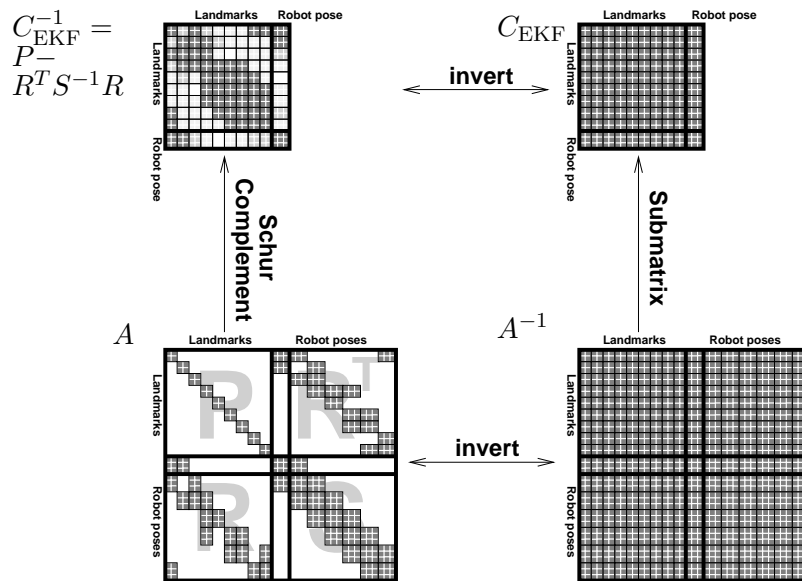 C_EKF^{-1} =
P−
R^T S^{-1} R
Landmarks Robot pose
Landmarks
Robot pose
invert
C_EKF
Landmarks Robot pose
Landmarks
Robot pose
Schur
Complement
Submatrix
A
Landmarks Robot poses
Landmarks
Robot poses
P R^T
R S
invert
A^{-1}
Landmarks Robot poses
Landmarks
Robot poses